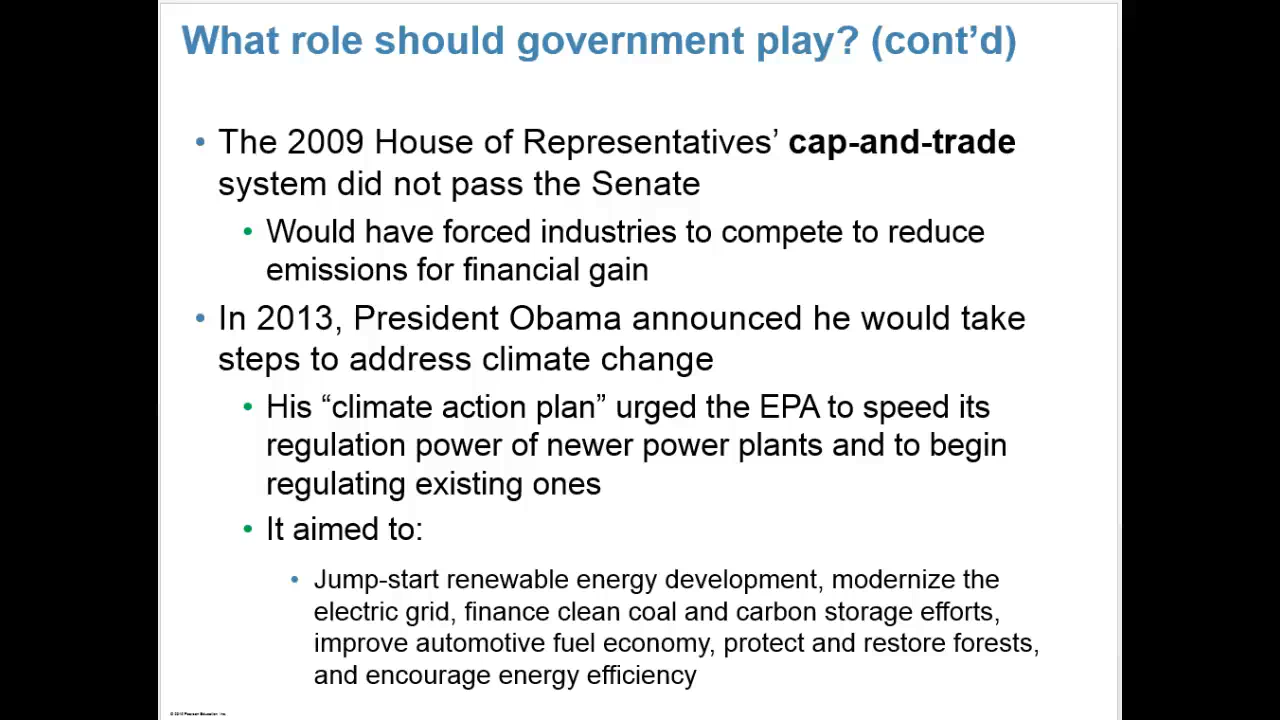 What role should government play? (cont’d)
• The 2009 House of Representatives’ cap-and-trade
system did not pass the Senate
• Would have forced industries to compete to reduce
emissions for financial gain
• In 2013, President Obama announced he would take
steps to address climate change
• His “climate action plan” urged the EPA to speed its
regulation power of newer power plants and to begin
regulating existing ones
• It aimed to:
• Jump-start renewable energy development, modernize the
electric grid, finance clean coal and carbon storage efforts,
improve automotive fuel economy, protect and restore forests,
and encourage energy efficiency
Pearson Education, Inc.